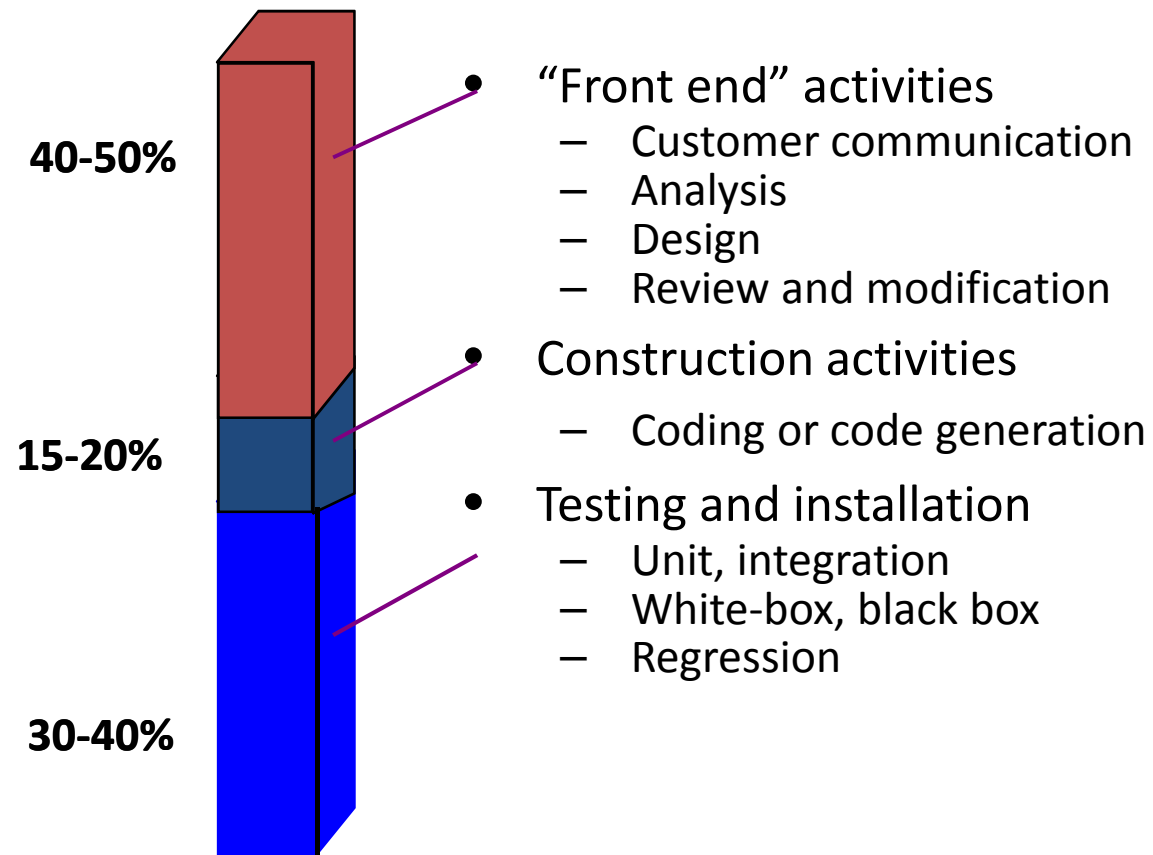 40-50%
15-20%
30-40%
• “Front end” activities
– Customer communication
– Analysis
– Design
– Review and modification
• Construction activities
– Coding or code generation
• Testing and installation
– Unit, integration
– White-box, black box
– Regression